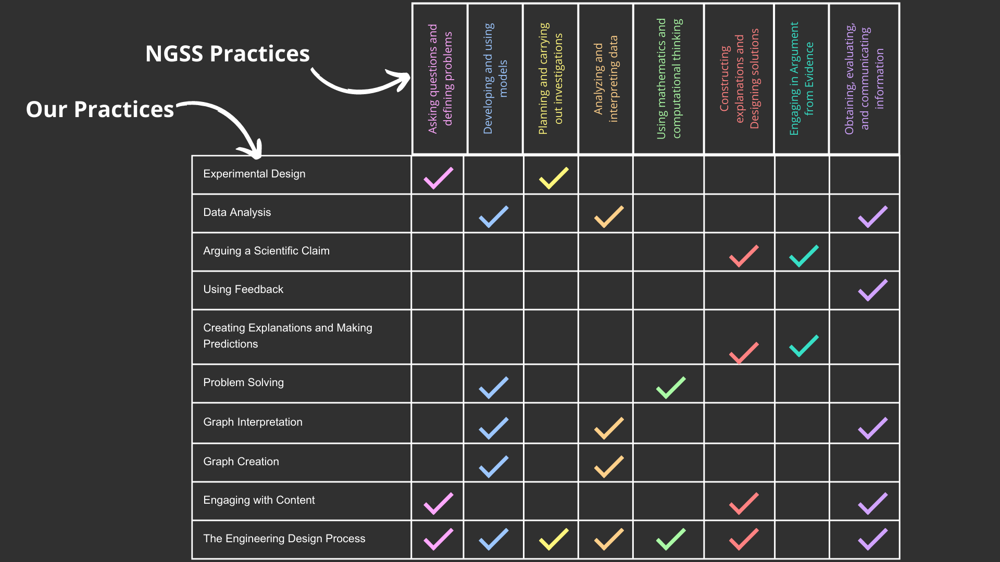 NGSS Practices
Our Practices
Asking questions and
defining problems
Developing and using
models
Planning and carrying
out investigations
Analyzing and
interpreting data
Using mathematics and
computational thinking
Constructing
explanations and
Designing solutions
Engaging in Argument
from Evidence
Obtaining, evaluating,
and communicating
information
Experimental Design
Data Analysis
Arguing a Scientific Claim
Using Feedback
Creating Explanations and Making
Predictions
Problem Solving
Graph Interpretation
Graph Creation
Engaging with Content
The Engineering Design Process